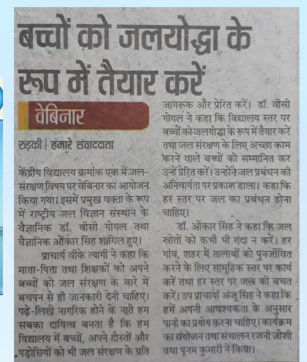 बच्चों को जलयोद्धा के
रूप में तैयार करें
वेबिनार
रुड़की | हमारे संवाददाता
केंद्रीय विद्यालय क्रमांक एक में जल-
संरक्षण विषय पर वेबिनार का आयोजन
किया गया। इसमें प्रमुख वक्ता के रूप
में राष्ट्रीय जल विज्ञान संस्थान के
वैज्ञानिक डॉ. वीसी गोयल तथा
वैज्ञानिक ओंकार सिंह शामिल हुए।
प्राचार्य वीके त्यागी ने कहा कि
माता-पिता तथा शिक्षकों को अपने
बच्चों को जल संरक्षण के बारे में
बचपन से ही जानकारी देनी चाहिए।
पढ़े-लिखे नागरिक होने के नाते हम
सबका दायित्व बनता है कि हम
विद्यालय में बच्चों, अपने दोस्तों और
पड़ोसियों को भी जल संरक्षण के प्रति
जागरूक और प्रेरित करें। डॉ. वीसी
गोयल ने कहा कि विद्यालय स्तर पर
बच्चों को जलयोद्धा के रूप में तैयार करें
तथा जल संरक्षण के लिए अच्छा काम
करने वाले बच्चों को सम्मानित कर
उन्हें प्रेरित करें। उन्होंने जल प्रबंधन की
अनिवार्यता पर प्रकाश डाला। कहा कि
हर स्तर पर जल का प्रबंधन होना
चाहिए।
डॉ. ओंकार सिंह ने कहा कि जल
स्रोतों को कभी भी गंदा न करें। हर
गांव, शहर में तालाबों को पुनर्जीवित
करने के लिए सामूहिक स्तर पर कार्य
करें तथा हर स्तर पर जल की बचत
करें। उप प्राचार्या अंजू सिंह ने कहा कि
हमें अपनी आवश्यकता के अनुसार
पानी का प्रयोग करना चाहिए। कार्यक्रम
का संयोजन तथा संचालन रजनी जोशी
तथा पूनम कुमारी ने किया।